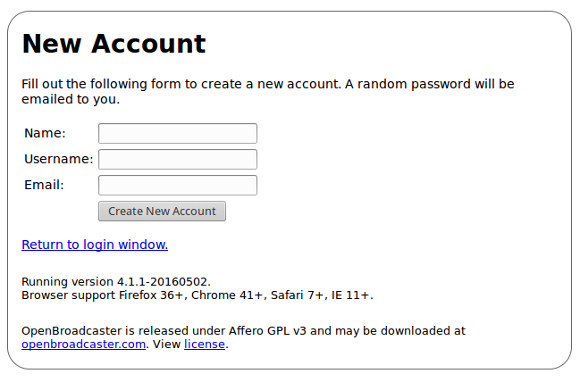 New Account
Fill out the following form to create a new account. A random password will be
emailed to you.
Name:
Username:
Email:
Create New Account
Return to login window.
Running version 4.1.1-20160502.
Browser support Firefox 36+, Chrome 41+, Safari 7+, IE 11+.
OpenBroadcaster is released under Affero GPL v3 and may be downloaded at
openbroadcaster.com. View license.